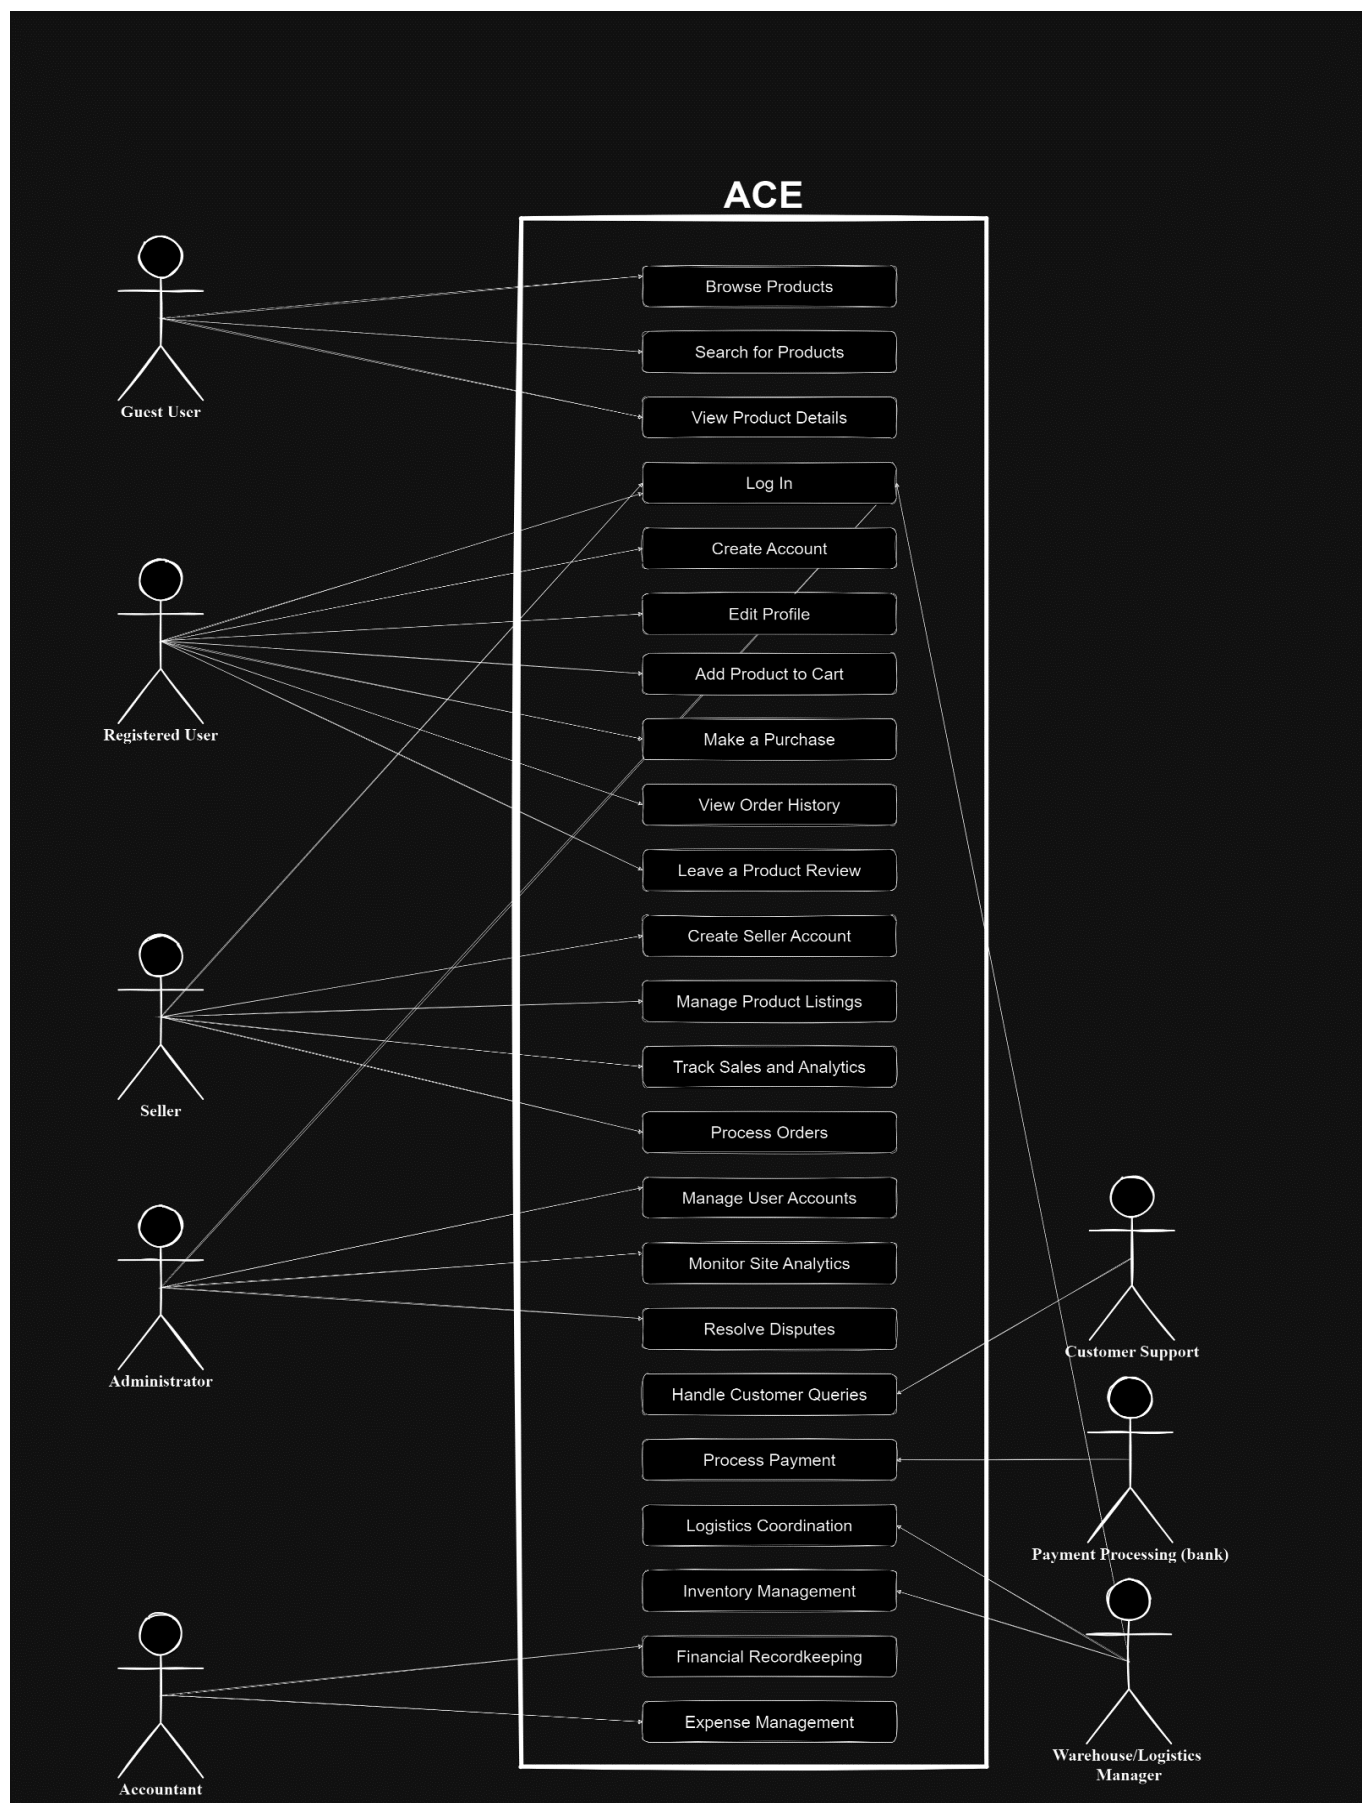 ACE
Browse Products
Search for Products
View Product Details
Guest User
Log In
Create Account
Edit Profile
Add Product to Cart
Make a Purchase
Registered User
View Order History
Leave a Product Review
Create Seller Account
Manage Product Listings
Track Sales and Analytics
Seller
Process Orders
Manage User Accounts
Monitor Site Analytics
Resolve Disputes
Customer Support
Administrator
Handle Customer Queries
Process Payment
Logistics Coordination
Payment Processing (bank)
Inventory Management
Financial Recordkeeping
Expense Management
Warehouse/Logistics
Manager
Accountant